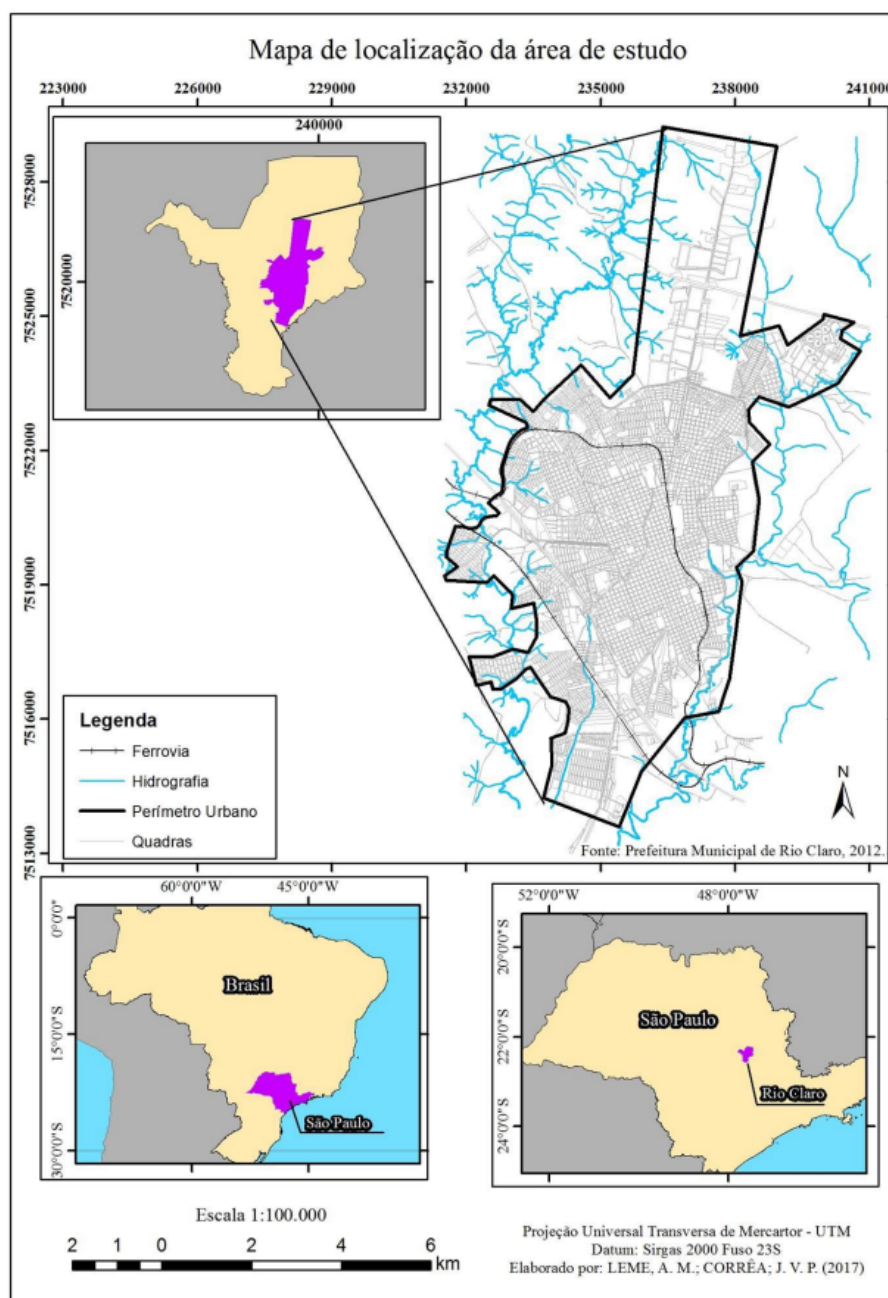 Mapa de localização da área de estudo
223000 226000 229000 232000 235000 238000 241000
240000
7528000
7520000
7525000
7522000
7519000
7516000
7513000
Legenda
Ferrovia
Hidrografia
Perímetro Urbano
Quadras
N
Fonte: Prefeitura Municipal de Rio Claro, 2012.
60°0'0"W 45°0'0"W
0°0'0"
15°0'0"S
30°0'0"S
Brasil
São Paulo
52°0'0"W 48°0'0"W
20°0'0"S
22°0'0"S
24°0'0"S
São Paulo
Rio Claro
Escala 1:100.000
2 1 0 2 4 6
km
Projeção Universal Transversa de Mercartor - UTM
Datum: Sirgas 2000 Fuso 23S
Elaborado por: LEME, A. M.; CORRÊA; J. V. P. (2017)